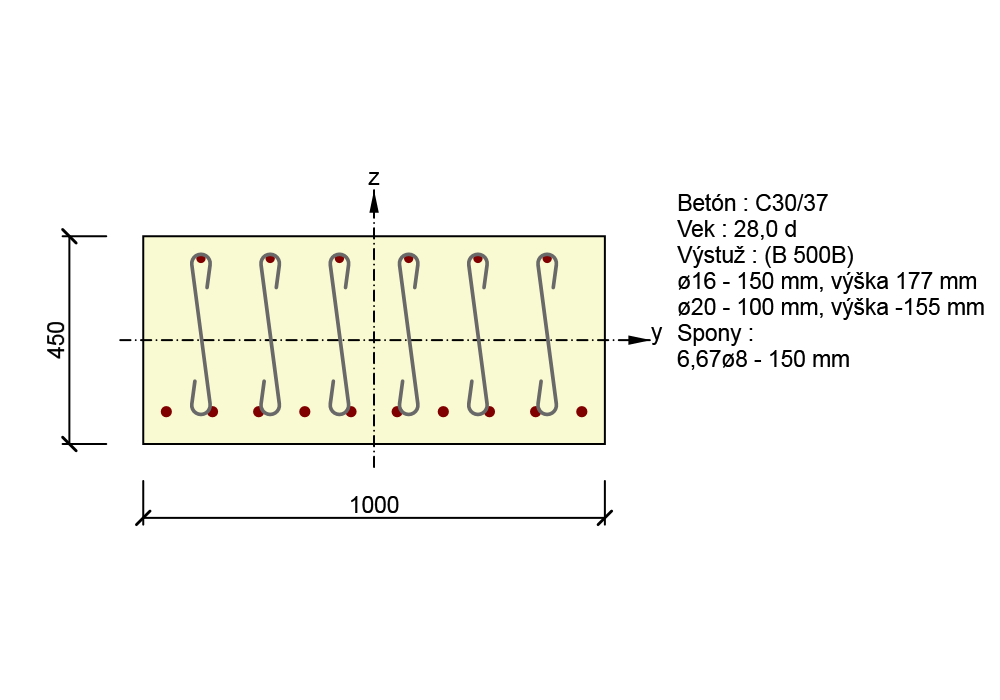 z
y
450
1000
Betón : C30/37
Vek : 28,0 d
Výstuž : (B 500B)
ø16 - 150 mm, výška 177 mm
ø20 - 100 mm, výška -155 mm
Spony :
6,67ø8 - 150 mm